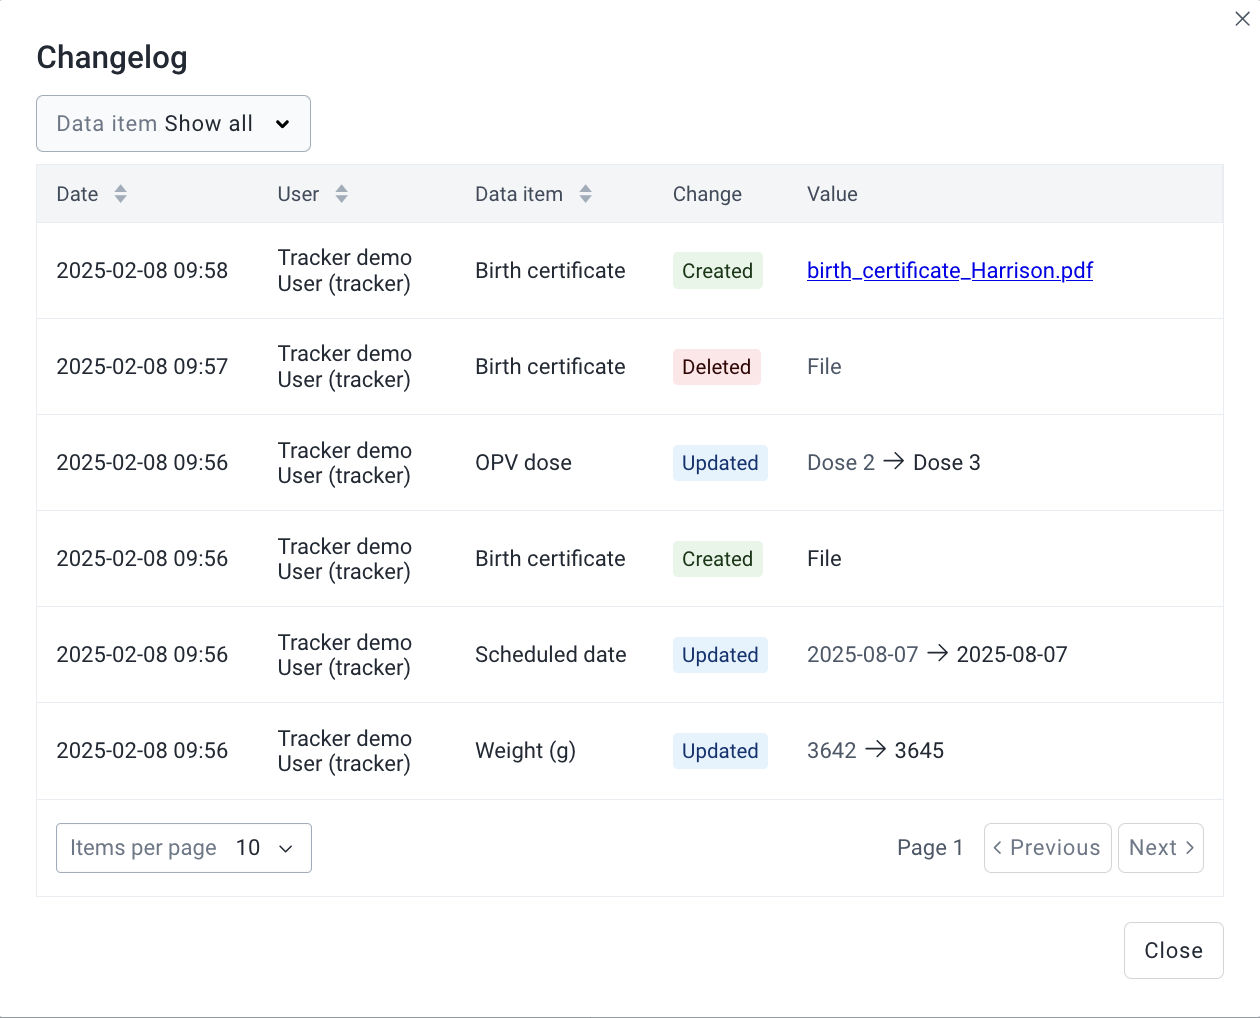 Changelog
Data item Show all
Date User Data item Change Value
2025-02-08 09:58 Tracker demo User (tracker) Birth certificate Created birth_certificate_Harrison.pdf
2025-02-08 09:57 Tracker demo User (tracker) Birth certificate Deleted File
2025-02-08 09:56 Tracker demo User (tracker) OPV dose Updated Dose 2 → Dose 3
2025-02-08 09:56 Tracker demo User (tracker) Birth certificate Created File
2025-02-08 09:56 Tracker demo User (tracker) Scheduled date Updated 2025-08-07 → 2025-08-07
2025-02-08 09:56 Tracker demo User (tracker) Weight (g) Updated 3642 → 3645
Items per page 10 Page 1 Previous Next
Close